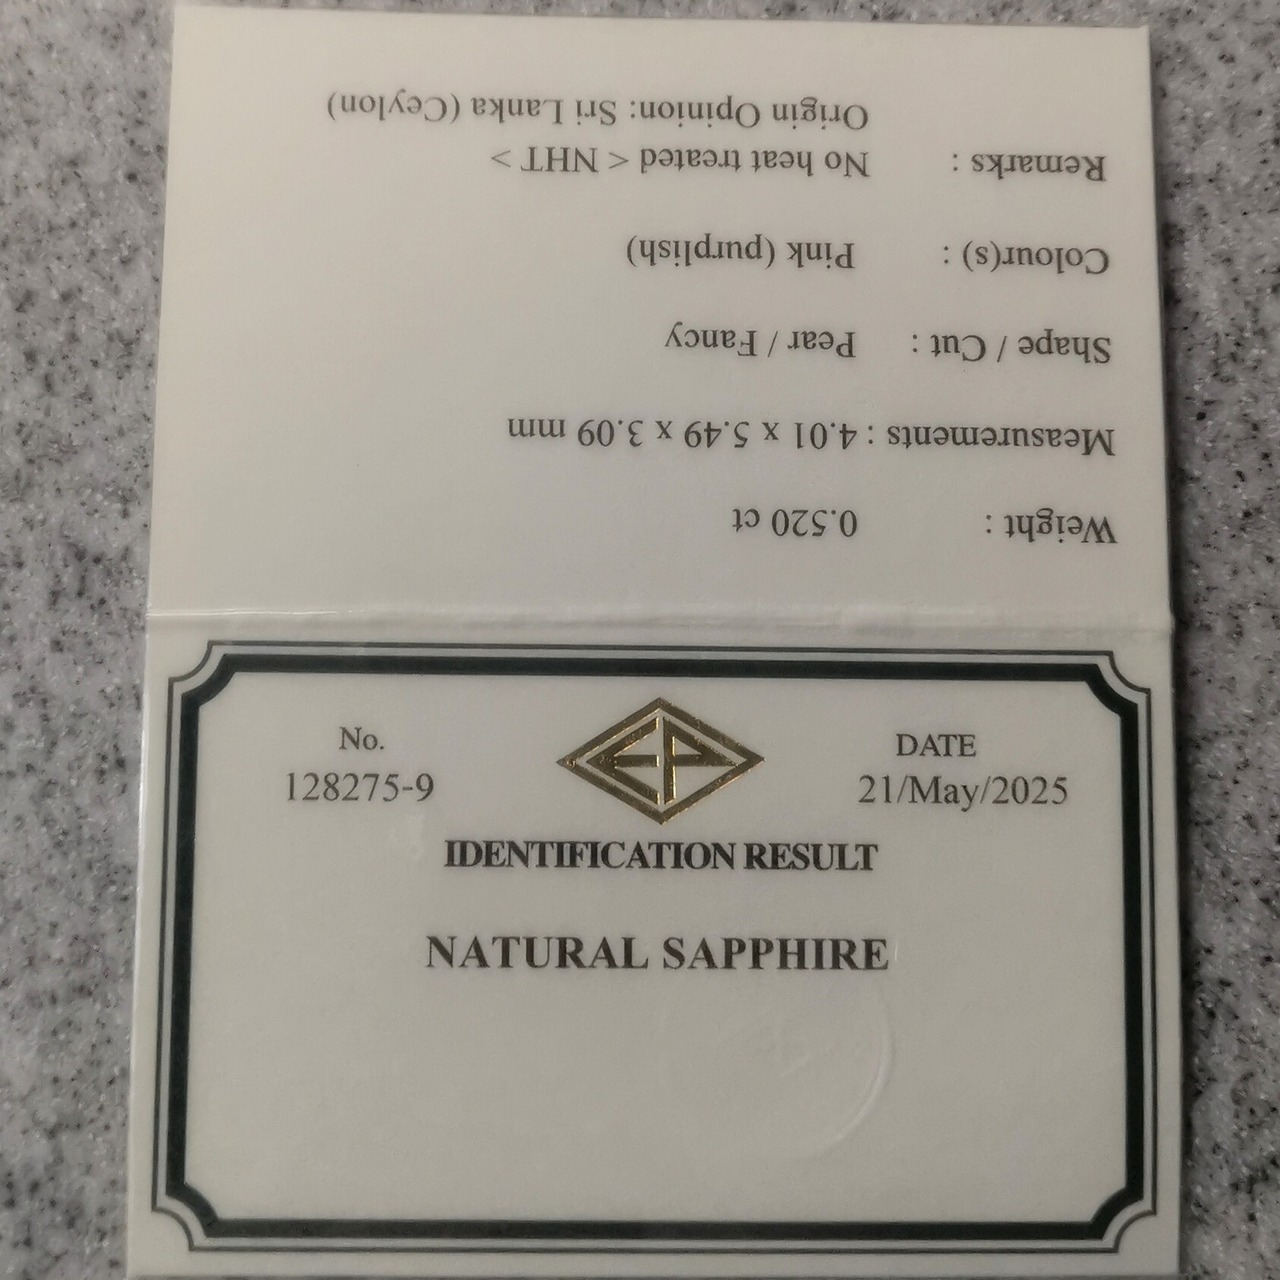 No.
128275-9
EP
DATE
21/May/2025
IDENTIFICATION RESULT
NATURAL SAPPHIRE
Weight : 0.520 ct
Measurements : 4.01 x 5.49 x 3.09 mm
Shape / Cut : Pear / Fancy
Colour(s) : Pink (purplish)
Remarks : No heat treated < NHT >
Origin Opinion: Sri Lanka (Ceylon)